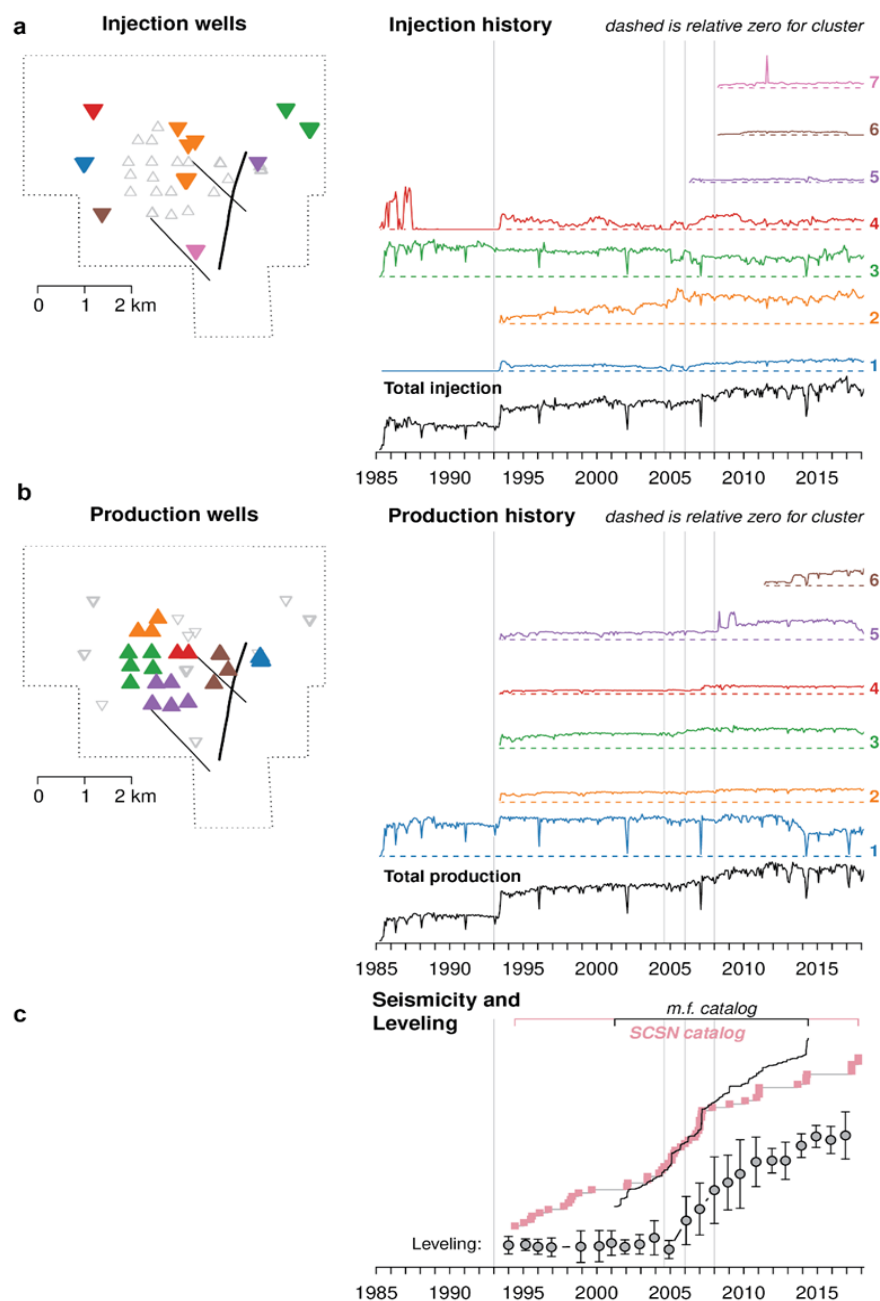 a
Injection wells
0 1 2 km
Injection history
dashed is relative zero for cluster
7
6
5
4
3
2
1
Total injection
1985 1990 1995 2000 2005 2010 2015
b
Production wells
0 1 2 km
Production history
dashed is relative zero for cluster
6
5
4
3
2
1
Total production
1985 1990 1995 2000 2005 2010 2015
c
Seismicity and
Leveling
m.f. catalog
SCSN catalog
Leveling:
1985 1990 1995 2000 2005 2010 2015